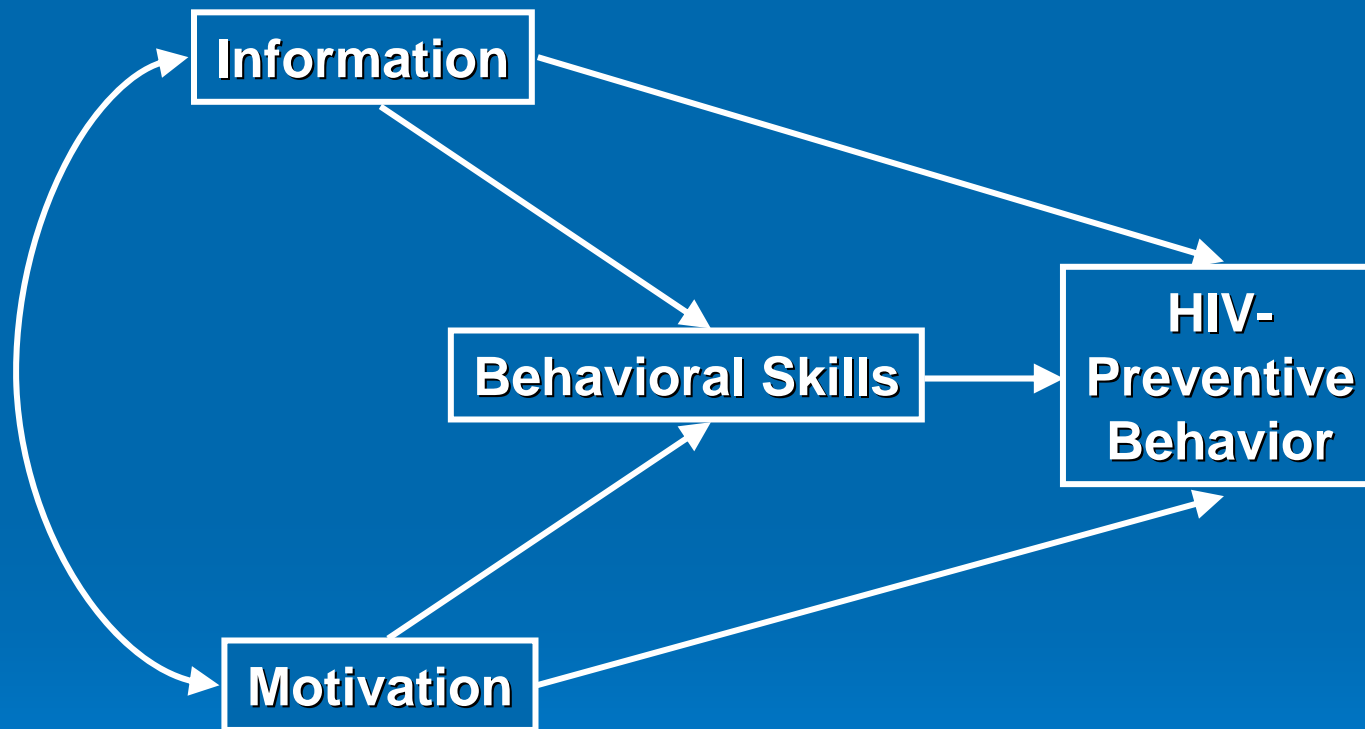 Information
Behavioral Skills
HIV-
Preventive
Behavior
Motivation